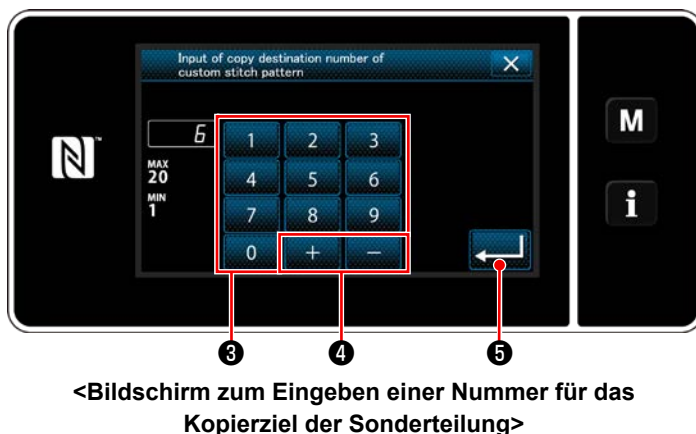 Input of copy destination number of
custom stitch pattern
6
1 2 3
MAX
20
4 5 6
MIN
1
7 8 9
0 + −
M
i
❸ ❹ ❺
<Bildschirm zum Eingeben einer Nummer für das
Kopierziel der Sonderteilung>